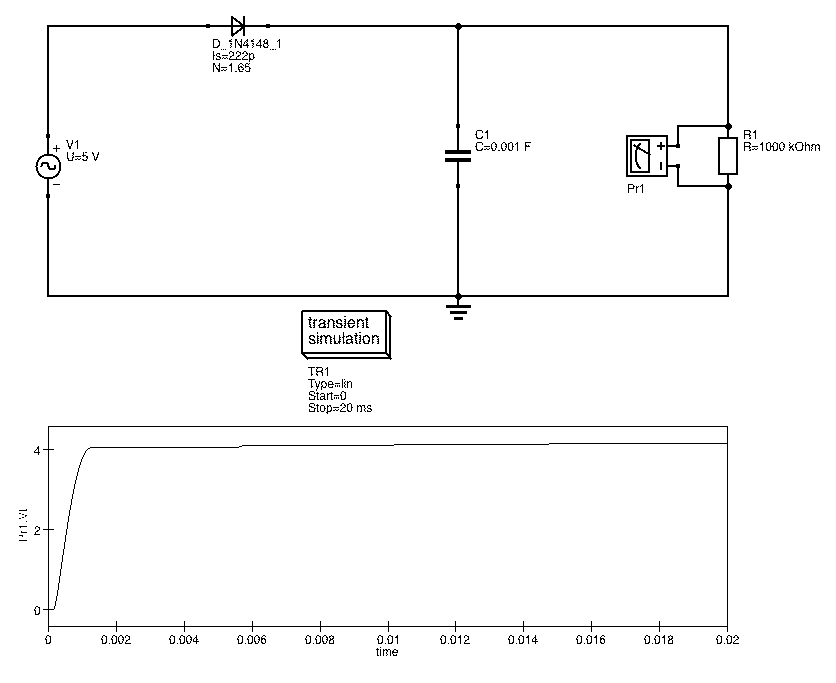 D_1N4148_1
Is=222p
N=1.65
V1
U=5 V
+
−
C1
C=0.001 F
+
Pr1
R1
R=1000 kOhm
transient
simulation
TR1
Type=lin
Start=0
Stop=20 ms
4
2
0
Pr1.Vt
0 0.002 0.004 0.006 0.008 0.01 0.012 0.014 0.016 0.018 0.02
time